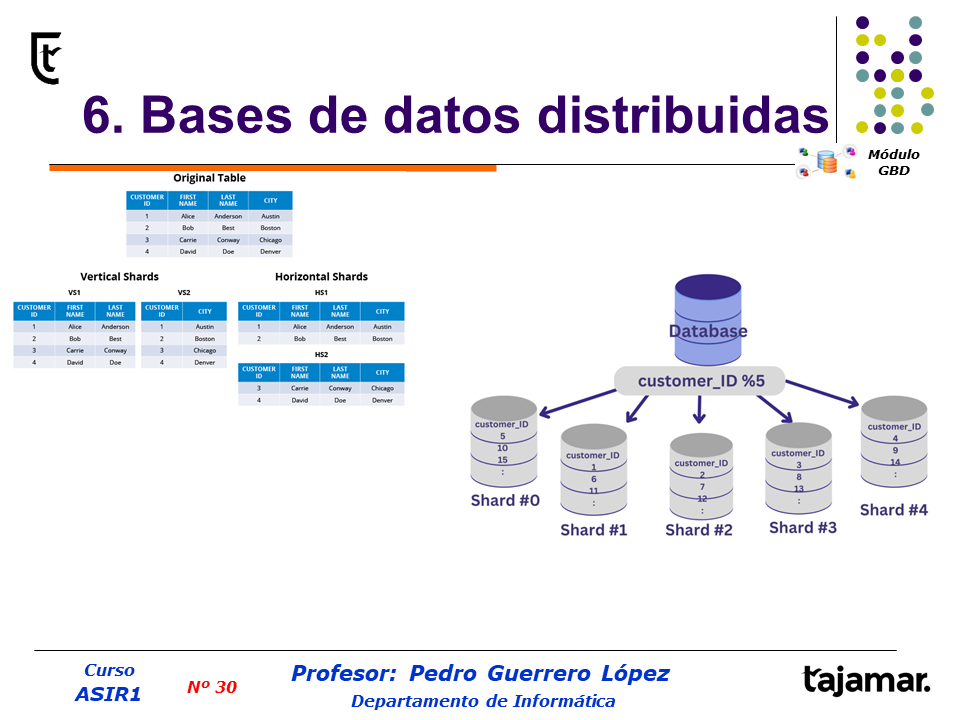 6. Bases de datos distribuidas
Módulo
GBD
Original Table
CUSTOMER ID FIRST NAME LAST NAME CITY
1 Alice Anderson Austin
2 Bob Best Boston
3 Carrie Conway Chicago
4 David Doe Denver
Vertical Shards
VS1
CUSTOMER ID FIRST NAME LAST NAME
1 Alice Anderson
2 Bob Best
3 Carrie Conway
4 David Doe
VS2
CUSTOMER ID CITY
1 Austin
2 Boston
3 Chicago
4 Denver
Horizontal Shards
HS1
CUSTOMER ID FIRST NAME LAST NAME CITY
1 Alice Anderson Austin
2 Bob Best Boston
HS2
CUSTOMER ID FIRST NAME LAST NAME CITY
3 Carrie Conway Chicago
4 David Doe Denver
Database
customer_ID %5
customer_ID
5
10
15
:
Shard #0
customer_ID
1
6
11
:
Shard #1
customer_ID
2
7
12
:
Shard #2
customer_ID
3
8
13
:
Shard #3
customer_ID
4
9
14
:
Shard #4
Curso
ASIR1
Nº 30
Profesor: Pedro Guerrero López
Departamento de Informática
tajamar.